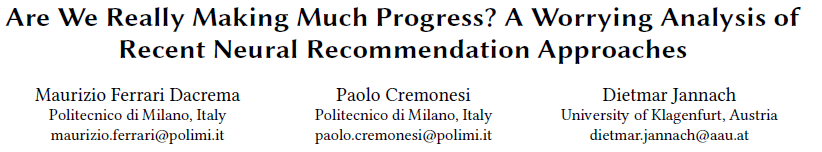 Are We Really Making Much Progress? A Worrying Analysis of
Recent Neural Recommendation Approaches
Maurizio Ferrari Dacrema
Politecnico di Milano, Italy
maurizio.ferrari@polimi.it
Paolo Cremonesi
Politecnico di Milano, Italy
paolo.cremonesi@polimi.it
Dietmar Jannach
University of Klagenfurt, Austria
dietmar.jannach@aau.at